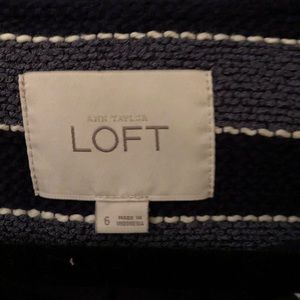 ANN TAYLOR
LOFT
6
MADE IN
INDONESIA